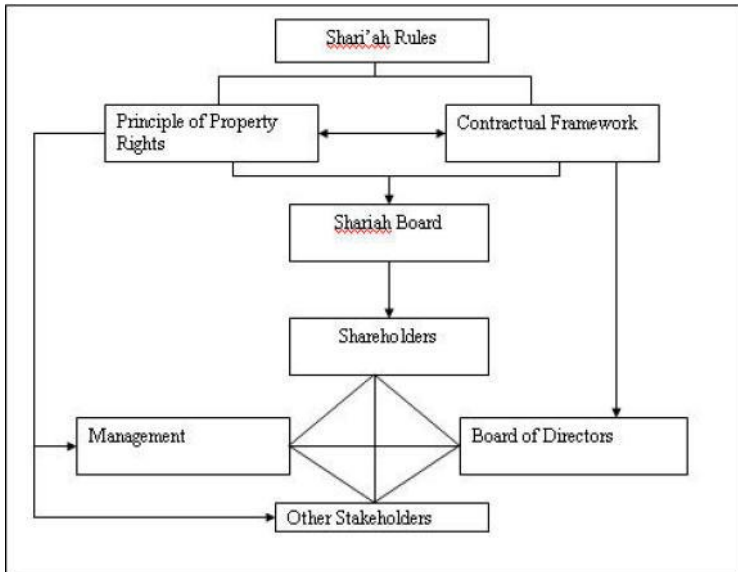 Shari'ah Rules
Principle of Property
Rights
Contractual Framework
Shariah Board
Shareholders
Management
Board of Directors
Other Stakeholders